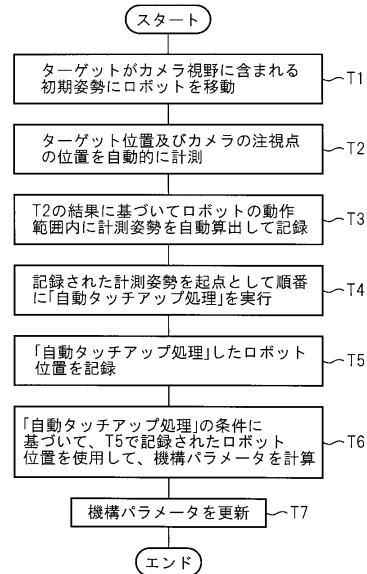 スタート
ターゲットがカメラ視野に含まれる
初期姿勢にロボットを移動
T1
ターゲット位置及びカメラの注視点
の位置を自動的に計測
T2
T2の結果に基づいてロボットの動作
範囲内に計測姿勢を自動算出して記録
T3
記録された計測姿勢を起点として順番
に「自動タッチアップ処理」を実行
T4
「自動タッチアップ処理」したロボット
位置を記録
T5
「自動タッチアップ処理」の条件に
基づいて、T5で記録されたロボット
位置を使用して、機構パラメータを計算
T6
機構パラメータを更新
T7
エンド